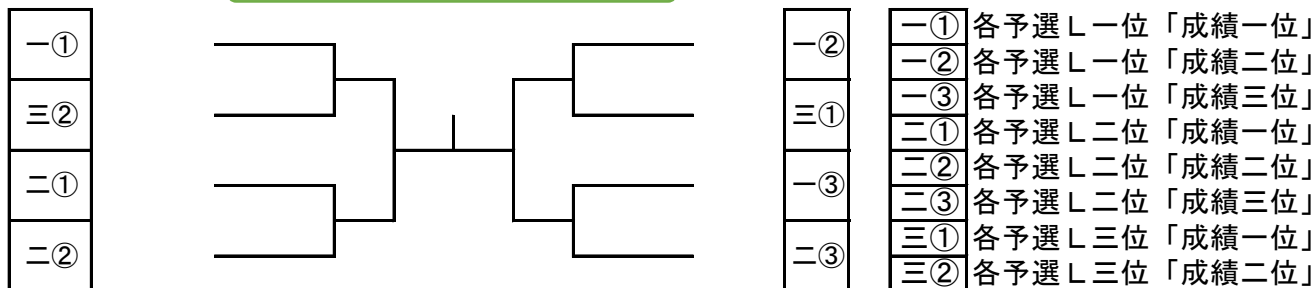 一①
三②
二①
二②
一②
三①
一③
二③
一① 各予選Ｌ一位「成績一位」
一② 各予選Ｌ一位「成績二位」
一③ 各予選Ｌ一位「成績三位」
二① 各予選Ｌ二位「成績一位」
二② 各予選Ｌ二位「成績二位」
二③ 各予選Ｌ二位「成績三位」
三① 各予選Ｌ三位「成績一位」
三② 各予選Ｌ三位「成績二位」